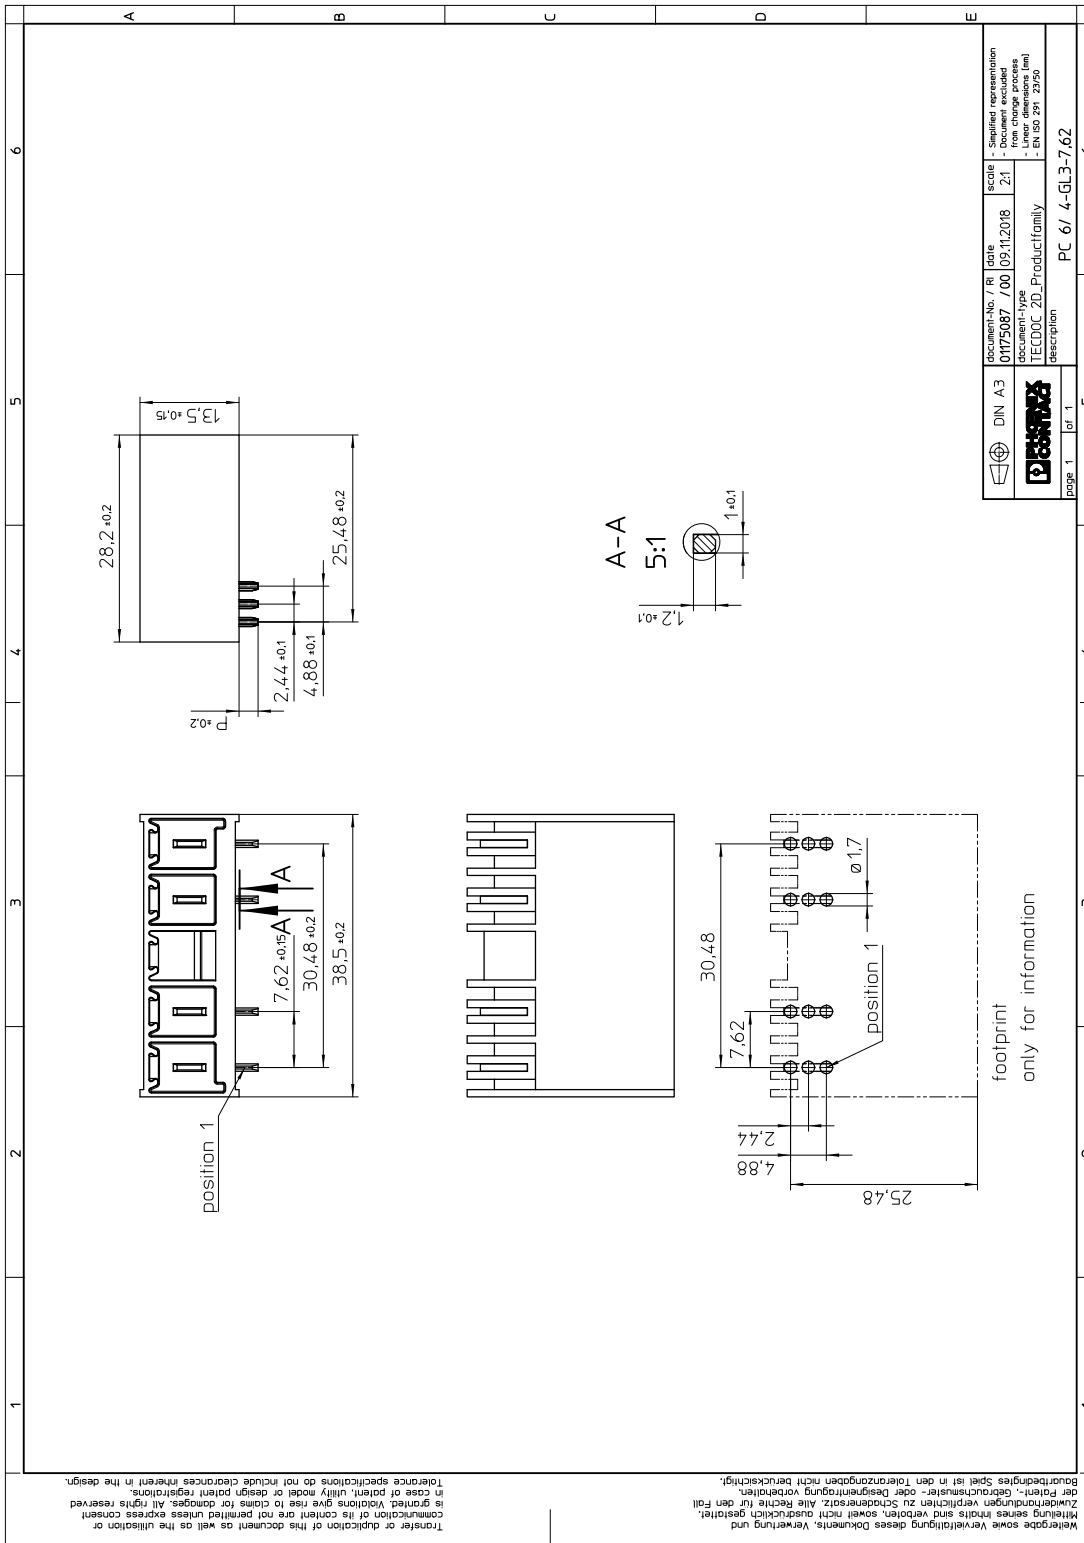 A
B
C
D
E
6
5
4
3
2
1
28,2 ±0,2
13,5 ±0,15
25,48 ±0,2
2,44 ±0,1
4,88 ±0,1
P ±0,2
position 1
7,62 ±0,15
30,48 ±0,2
38,5 ±0,2
A
A
A-A
5:1
1,2 ±0,1
1 ±0,1
30,48
7,62
Ø 1,7
position 1
2,44
4,88
25,48
footprint
only for information
DIN A3
document-No. / RI
01175087 / 00
date
09.11.2018
scale
2:1
- Simplified representation
- Document excluded
from change process
- Linear dimensions [mm]
- EN ISO 291 23/50
PHOENIX
CONTACT
document-type
TECDOC 2D_Productfamily
page 1
of 1
description
PC 6/ 4-GL3-7,62
Transfer or duplication of this document as well as the utilisation or
communication of its content are not permitted unless express consent
is granted. Violations give rise to claims for damages. All rights reserved
in case of patent, utility model or design patent registrations.
Tolerance specifications do not include clearances inherent in the design.
Weitergabe sowie Vervielfältigung dieses Dokuments, Verwertung und
Mitteilung seines Inhalts sind verboten, soweit nicht ausdrücklich gestattet.
Zuwiderhandlungen verpflichten zu Schadenersatz. Alle Rechte für den Fall
der Patent-, Gebrauchsmuster- oder Designeintragung vorbehalten.
Bauartbedingtes Spiel ist in den Toleranzangaben nicht berücksichtigt.